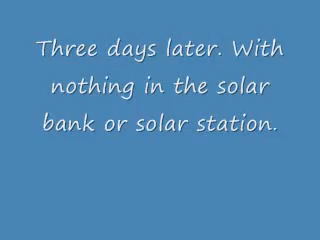 Three days later. With
nothing in the solar
bank or solar station.